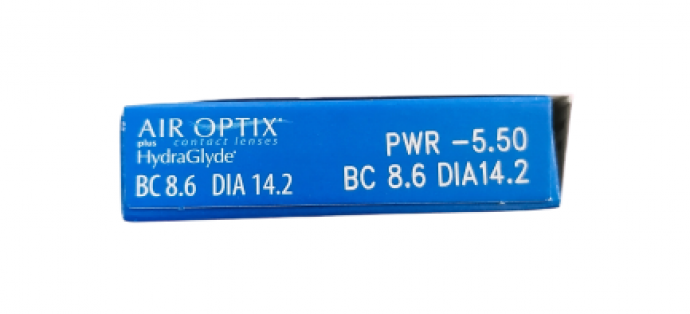 AIR OPTIX®
plus contact lenses
HydraGlyde®
BC 8.6 DIA 14.2
PWR -5.50
BC 8.6 DIA14.2